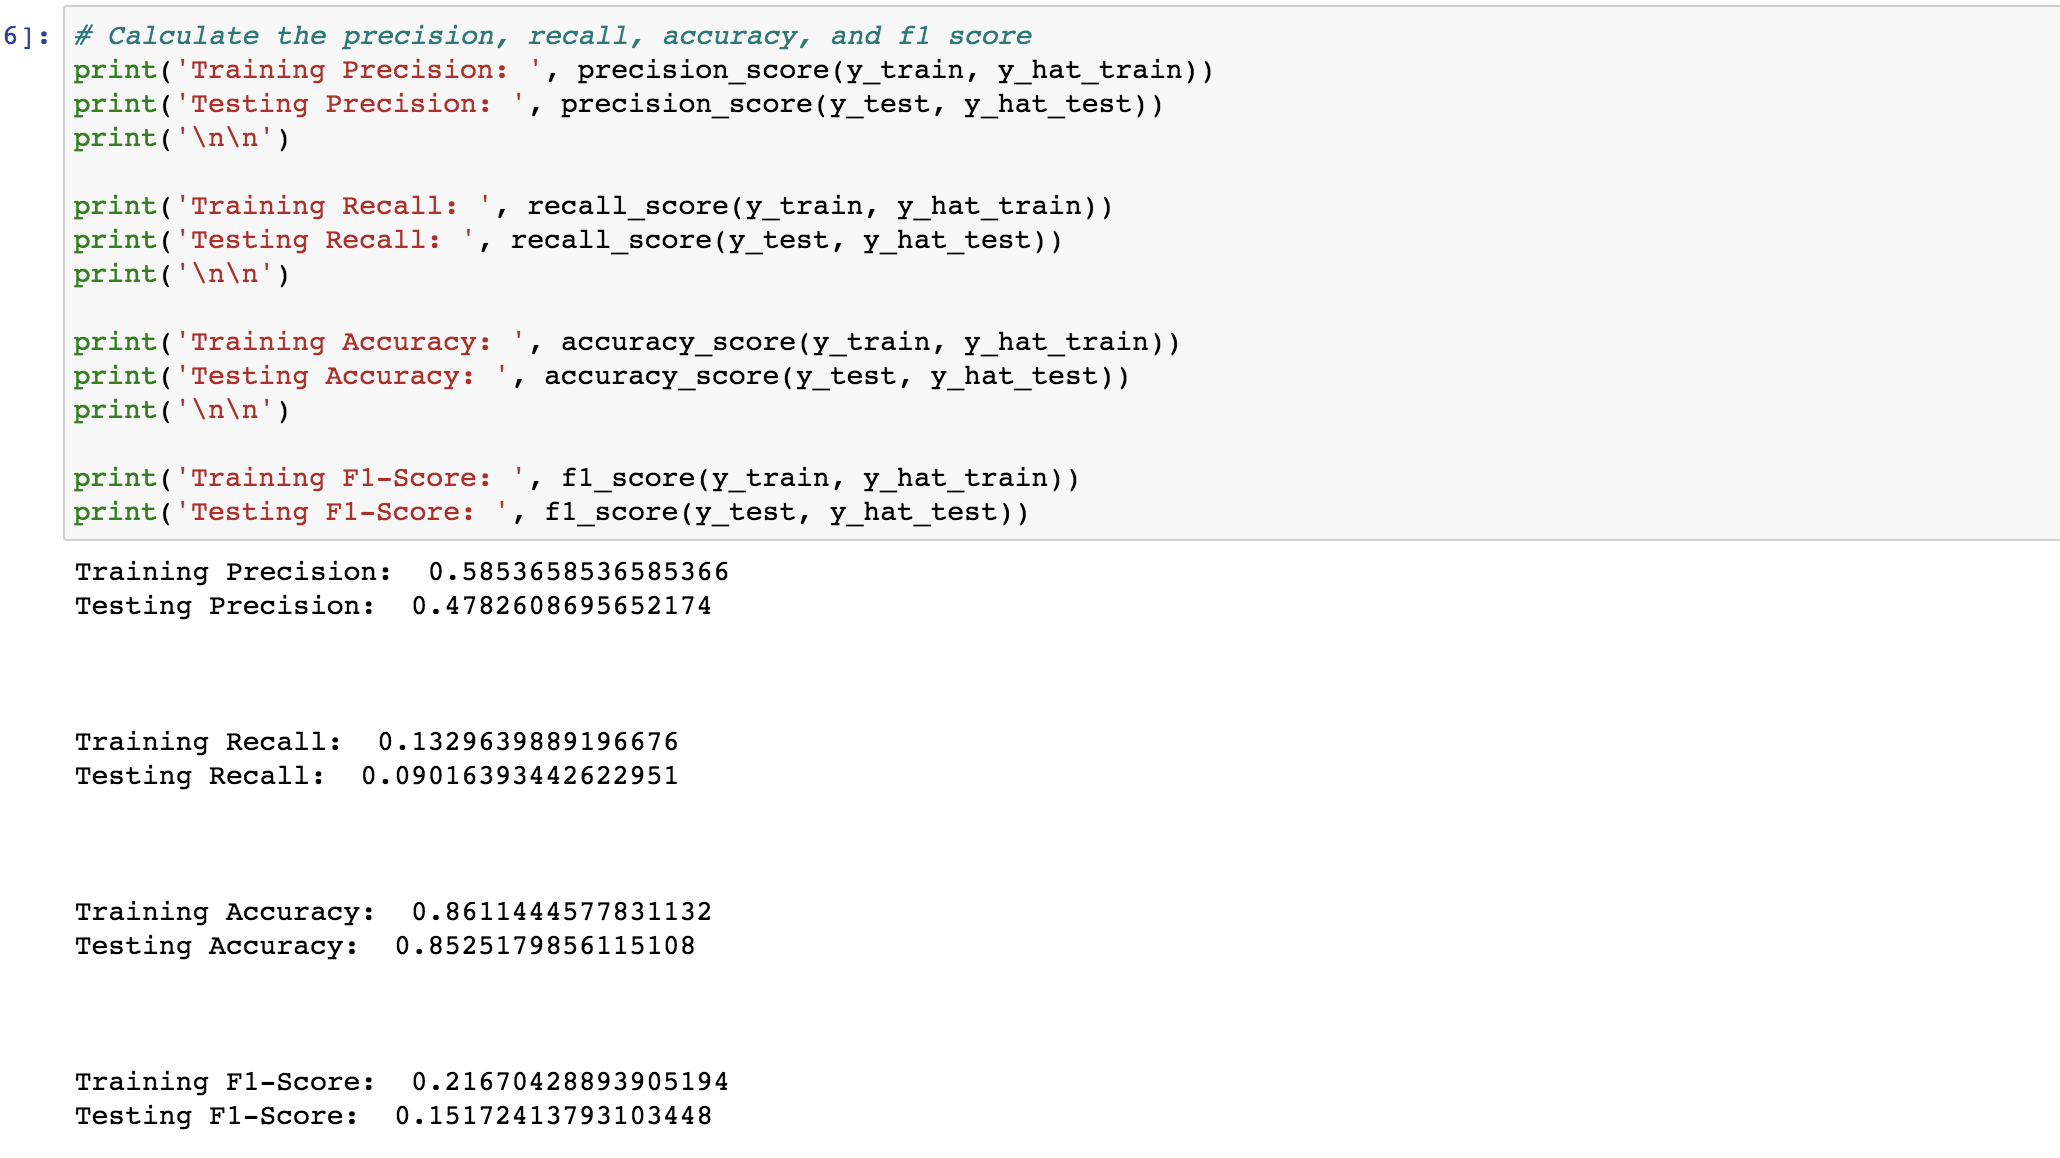 6]: # Calculate the precision, recall, accuracy, and f1 score
print('Training Precision: ', precision_score(y_train, y_hat_train))
print('Testing Precision: ', precision_score(y_test, y_hat_test))
print('\n\n')
print('Training Recall: ', recall_score(y_train, y_hat_train))
print('Testing Recall: ', recall_score(y_test, y_hat_test))
print('\n\n')
print('Training Accuracy: ', accuracy_score(y_train, y_hat_train))
print('Testing Accuracy: ', accuracy_score(y_test, y_hat_test))
print('\n\n')
print('Training F1-Score: ', f1_score(y_train, y_hat_train))
print('Testing F1-Score: ', f1_score(y_test, y_hat_test))
Training Precision:  0.5853658536585366
Testing Precision:  0.4782608695652174
Training Recall:  0.1329639889196676
Testing Recall:  0.09016393442622951
Training Accuracy:  0.8611444577831132
Testing Accuracy:  0.8525179856115108
Training F1-Score:  0.21670428893905194
Testing F1-Score:  0.15172413793103448